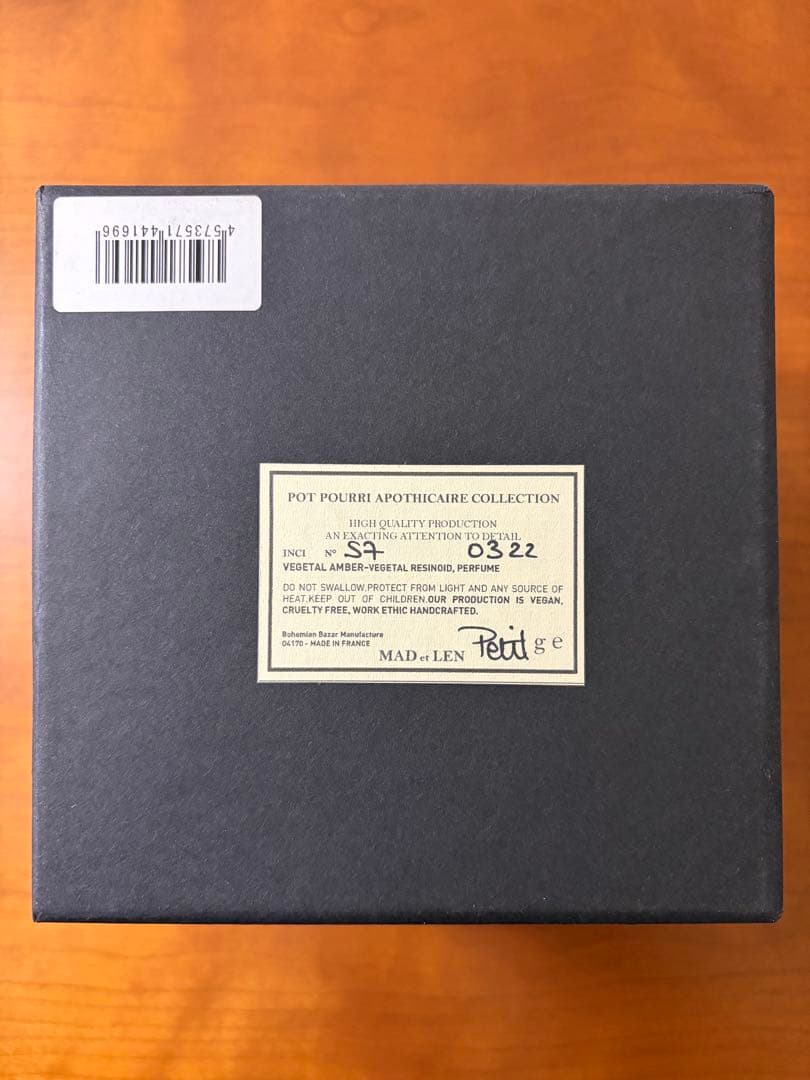 4573571441696
POT POURRI APOTHICAIRE COLLECTION
HIGH QUALITY PRODUCTION
AN EXACTING ATTENTION TO DETAIL
INCI N° S7 0322
VEGETAL AMBER-VEGETAL RESINOID, PERFUME
DO NOT SWALLOW.PROTECT FROM LIGHT AND ANY SOURCE OF
HEAT.KEEP OUT OF CHILDREN.OUR PRODUCTION IS VEGAN,
CRUELTY FREE, WORK ETHIC HANDCRAFTED.
Bohemian Bazar Manufacture
04170 - MADE IN FRANCE
MAD et LEN Petit g e